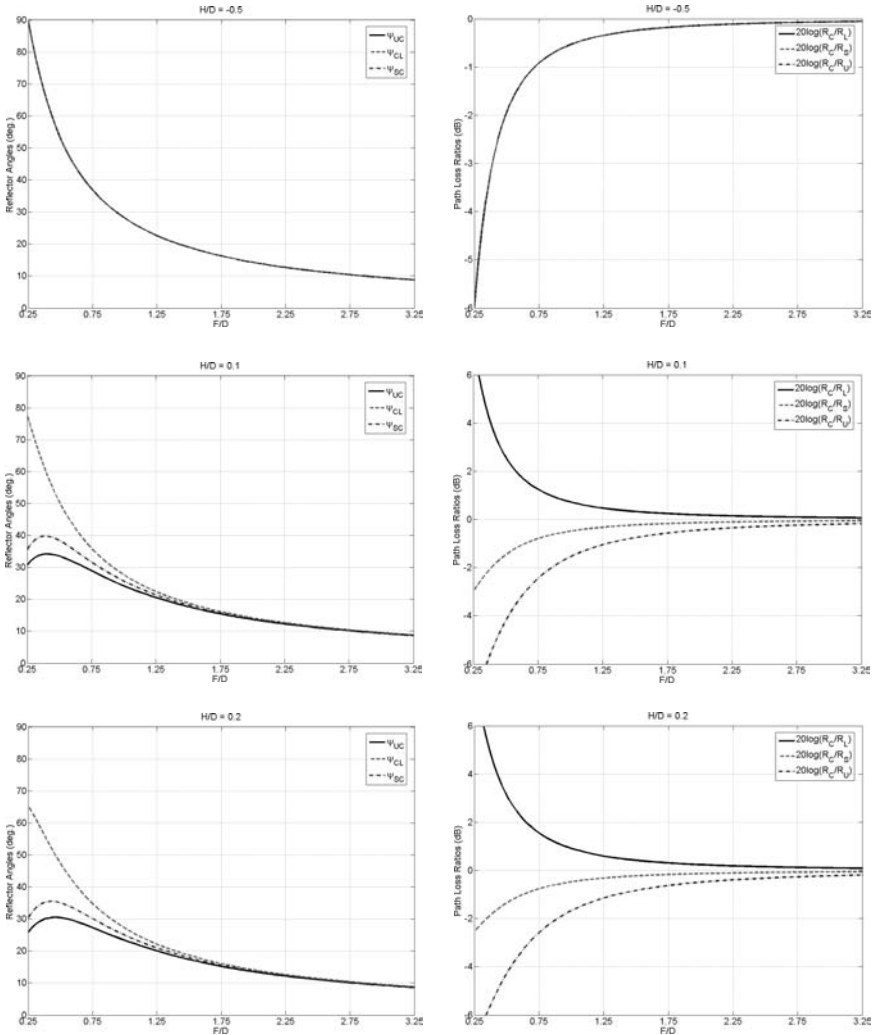 H/D = -0.5
90
80
70
60
50
40
30
20
10
0
Reflector Angles (deg.)
Ψ_UC
Ψ_CL
Ψ_SC
0.25 0.75 1.25 1.75 2.25 2.75 3.25
F/D
H/D = -0.5
0
-1
-2
-3
-4
-5
-6
Path Loss Ratios (dB)
20log(R_C/R_L)
20log(R_C/R_S)
20log(R_C/R_U)
0.25 0.75 1.25 1.75 2.25 2.75 3.25
F/D
H/D = 0.1
90
80
70
60
50
40
30
20
10
0
Reflector Angles (deg.)
Ψ_UC
Ψ_CL
Ψ_SC
0.25 0.75 1.25 1.75 2.25 2.75 3.25
F/D
H/D = 0.1
6
4
2
0
-2
-4
-6
Path Loss Ratios (dB)
20log(R_C/R_L)
20log(R_C/R_S)
20log(R_C/R_U)
0.25 0.75 1.25 1.75 2.25 2.75 3.25
F/D
H/D = 0.2
90
80
70
60
50
40
30
20
10
0
Reflector Angles (deg.)
Ψ_UC
Ψ_CL
Ψ_SC
0.25 0.75 1.25 1.75 2.25 2.75 3.25
F/D
H/D = 0.2
6
4
2
0
-2
-4
-6
Path Loss Ratios (dB)
20log(R_C/R_L)
20log(R_C/R_S)
20log(R_C/R_U)
0.25 0.75 1.25 1.75 2.25 2.75 3.25
F/D